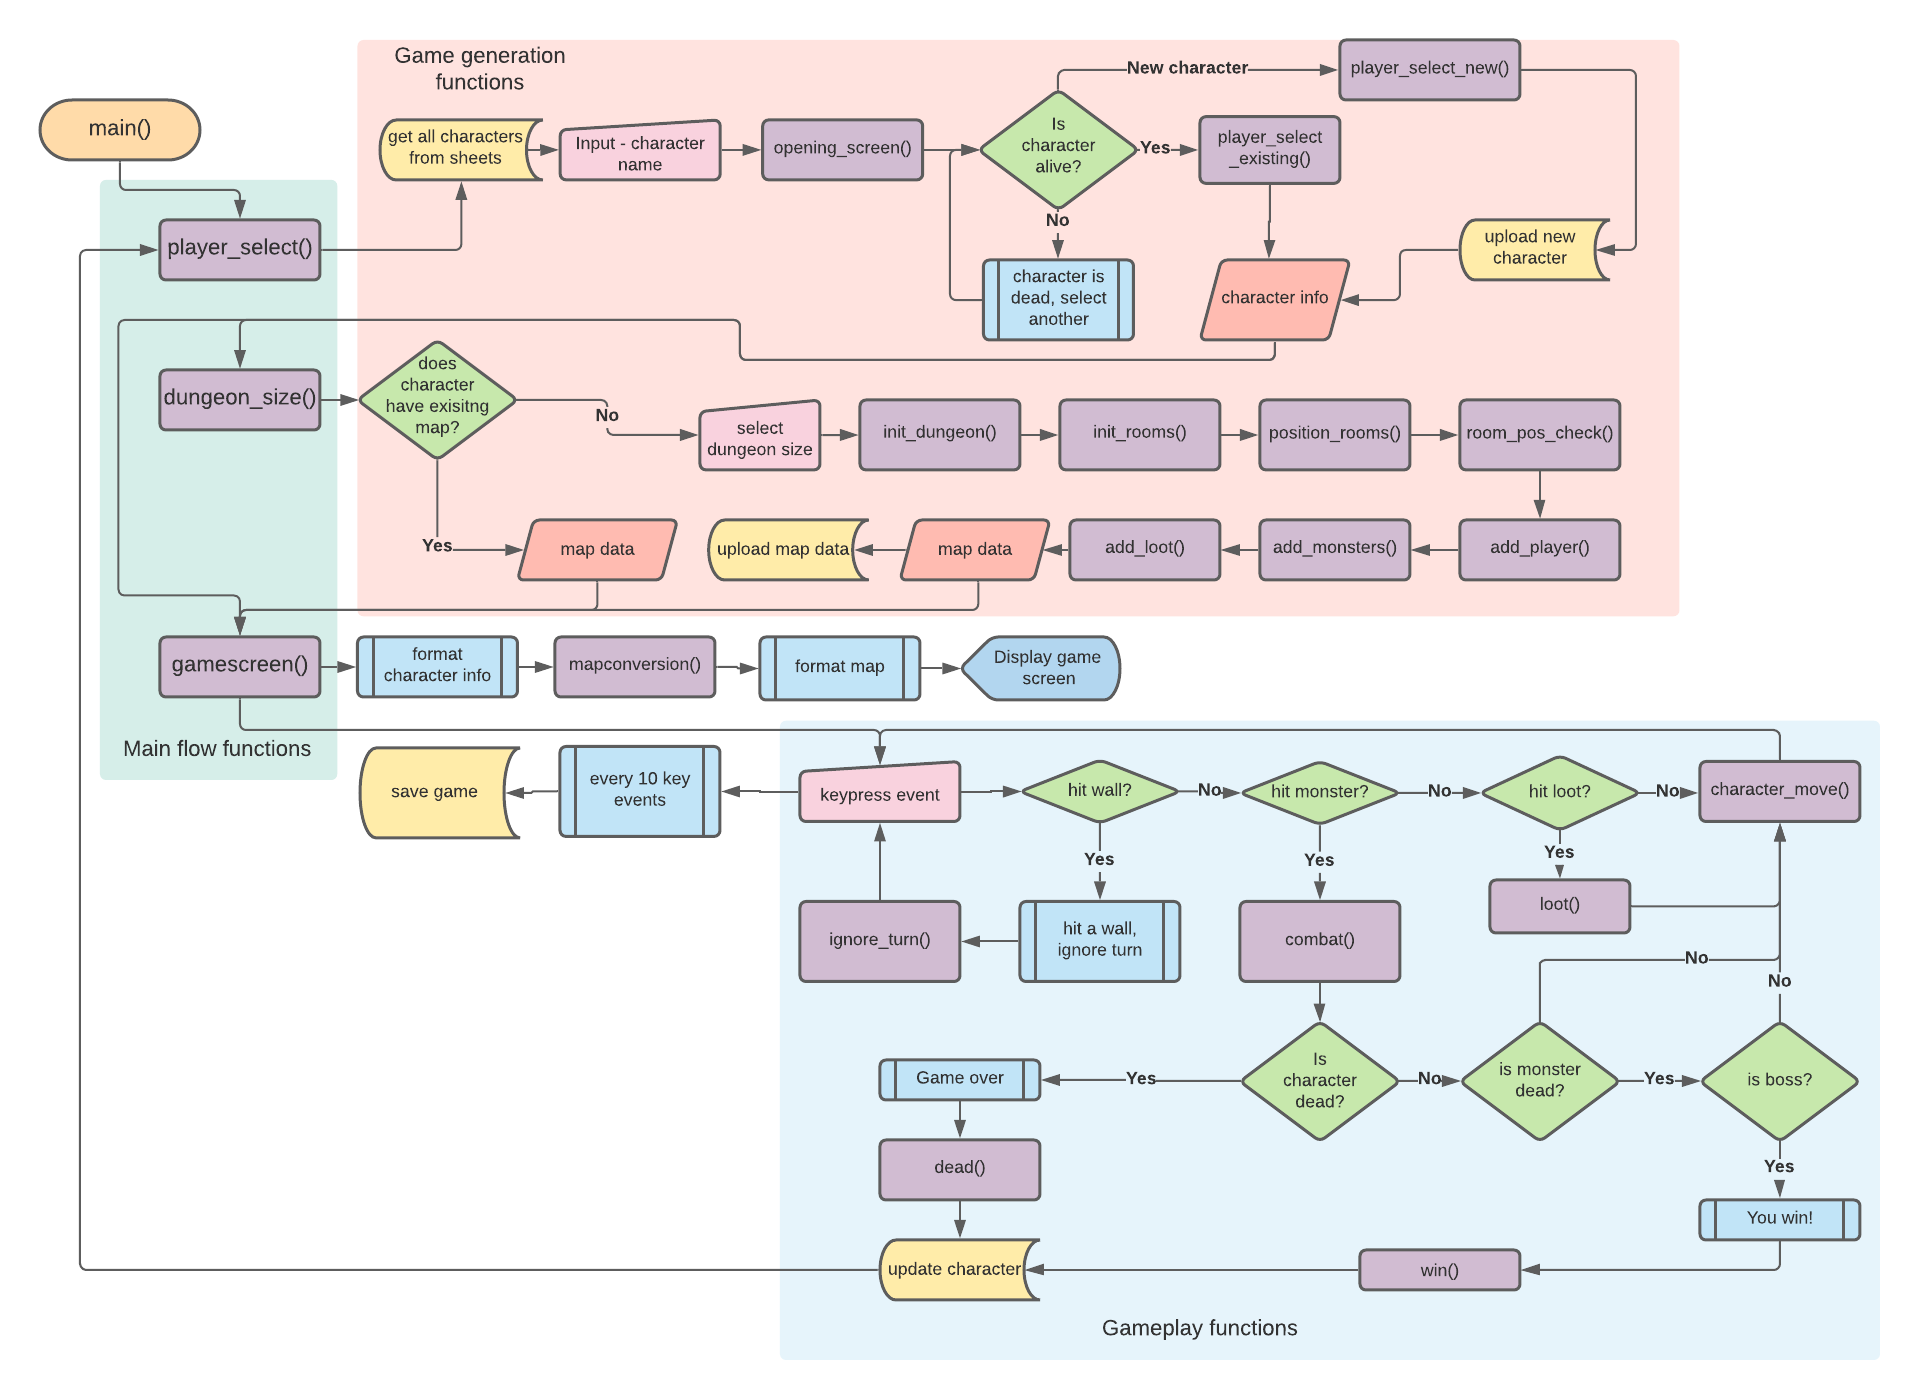 Game generation
functions
main()
get all characters
from sheets
Input - character
name
opening_screen()
Is
character
alive?
New character
player_select_new()
Yes
player_select
_existing()
No
character is
dead, select
another
character info
upload new
character
player_select()
dungeon_size()
does
character
have exisitng
map?
No
select
dungeon size
init_dungeon()
init_rooms()
position_rooms()
room_pos_check()
Yes
map data
upload map data
map data
add_loot()
add_monsters()
add_player()
gamescreen()
format
character info
mapconversion()
format map
Display game
screen
Main flow functions
save game
every 10 key
events
keypress event
hit wall?
No
hit monster?
No
hit loot?
No
character_move()
Yes
Yes
Yes
ignore_turn()
hit a wall,
ignore turn
combat()
loot()
No
No
Game over
Yes
Is
character
dead?
No
is monster
dead?
Yes
is boss?
dead()
Yes
You win!
update character
win()
Gameplay functions